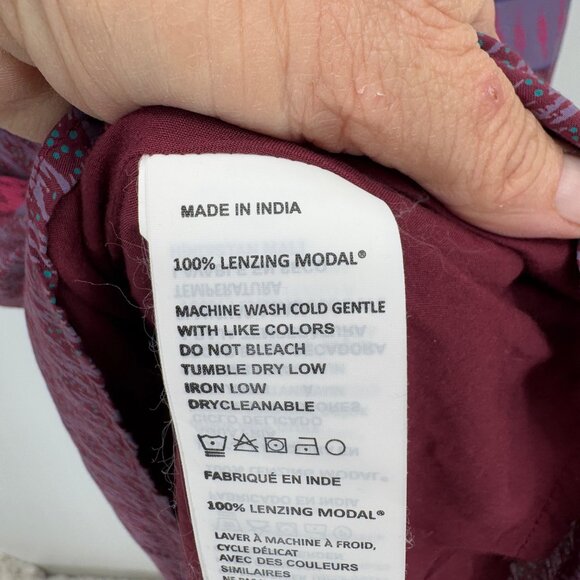 MADE IN INDIA
100% LENZING MODAL®
MACHINE WASH COLD GENTLE
WITH LIKE COLORS
DO NOT BLEACH
TUMBLE DRY LOW
IRON LOW
DRYCLEANABLE
FABRIQUÉ EN INDE
100% LENZING MODAL®
LAVER À MACHINE À FROID,
CYCLE DÉLICAT
AVEC DES COULEURS
SIMILAIRES